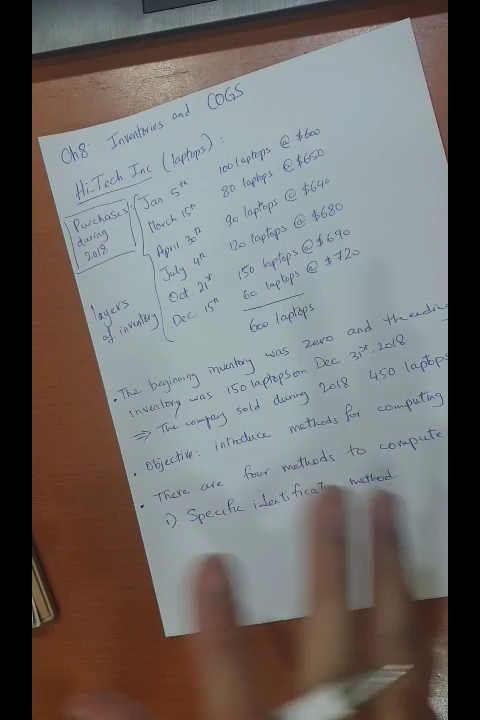 Ch8: Inventories and COGS
Hi-Tech Inc (laptops):
Purchases during 2018
Jan 5th 100 laptops @ $600
March 15th 80 laptops @ $650
April 30th 90 laptops @ $640
July 4th 120 laptops @ $680
Oct. 21st 150 laptops @ $690
Dec 15th 60 laptops @ $720
600 laptops
layers of inventory
• The beginning inventory was zero and the
inventory was 150 laptops on Dec 31st, 2018.
⇒ The compay sold during 2018 450 laptops
• Objective: introduce methods for computing
• There are four methods to compute
1) Specific identification method.